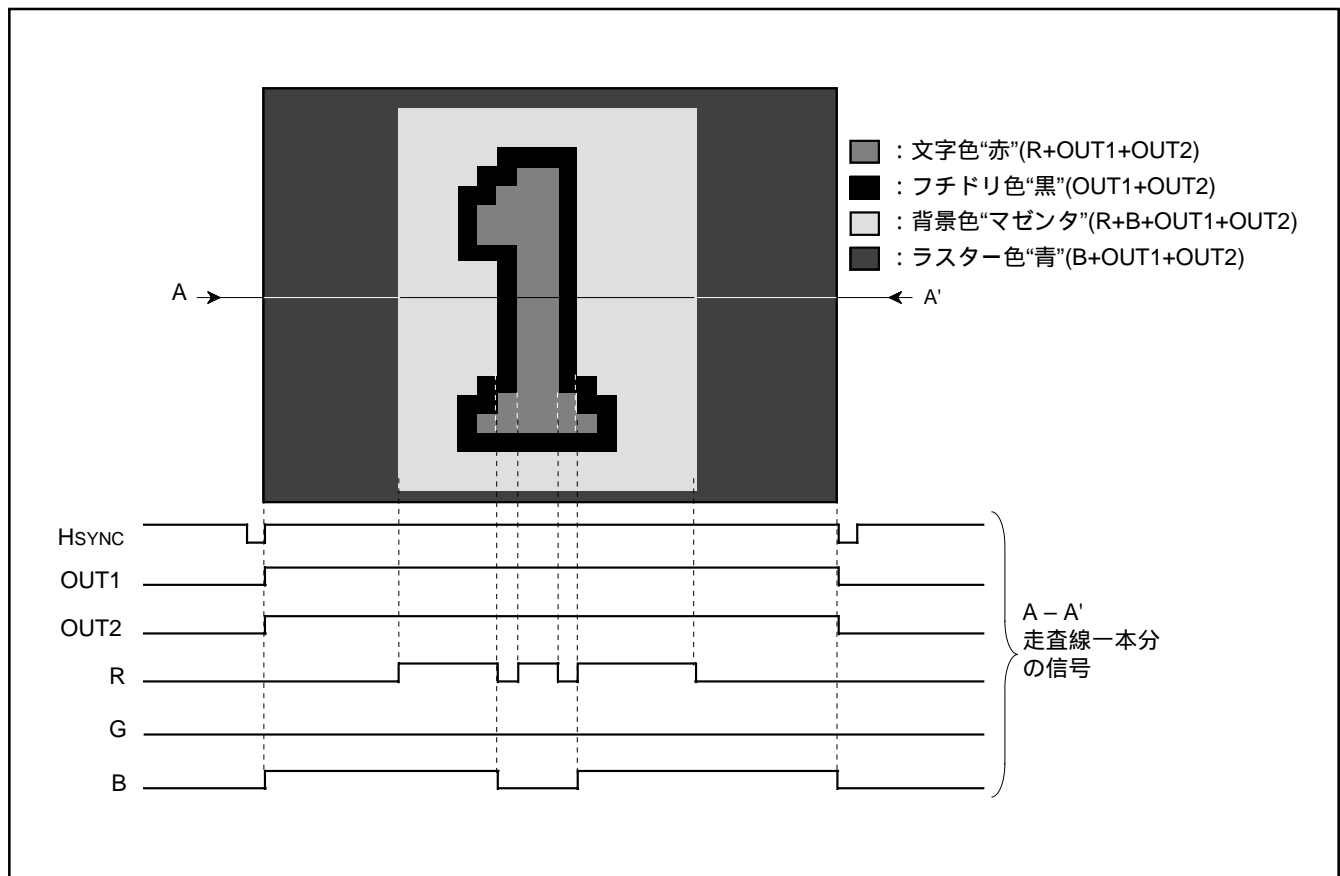 ：文字色“赤”(R+OUT1+OUT2)
：フチドリ色“黒”(OUT1+OUT2)
：背景色“マゼンタ”(R+B+OUT1+OUT2)
：ラスター色“青”(B+OUT1+OUT2)
A
A'
HSYNC
OUT1
OUT2
R
G
B
A – A'
走査線一本分
の信号